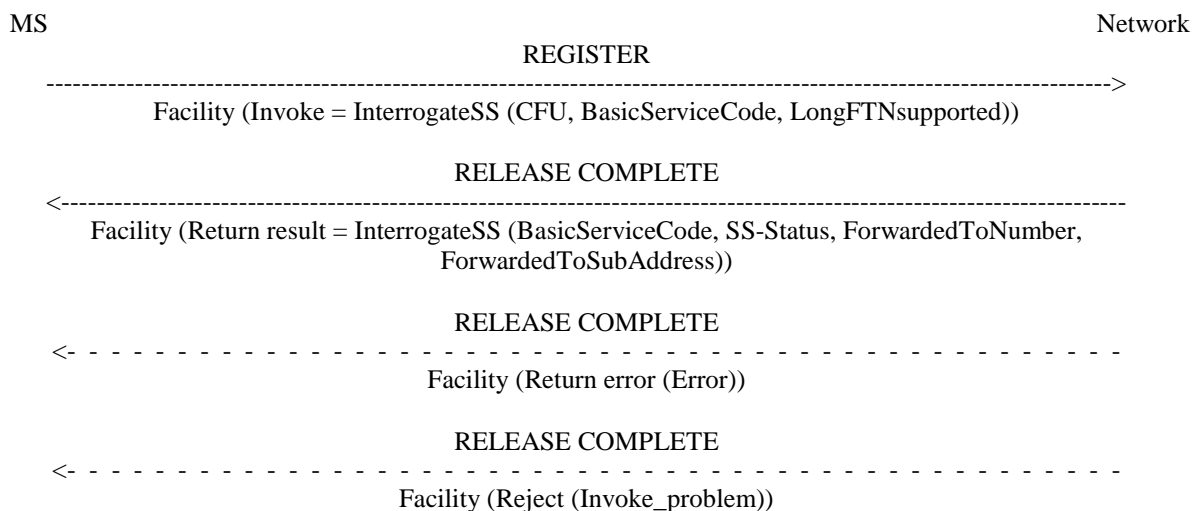 MS Network
REGISTER
------------------------------------------------------------------------------------------------------------------------>
Facility (Invoke = InterrogateSS (CFU, BasicServiceCode, LongFTNsupported))
RELEASE COMPLETE
<------------------------------------------------------------------------------------------------------------------------
Facility (Return result = InterrogateSS (BasicServiceCode, SS-Status, ForwardedToNumber,
ForwardedToSubAddress))
RELEASE COMPLETE
<- - - - - - - - - - - - - - - - - - - - - - - - - - - - - - - - - - - - - - - - - - - - - - - - -
Facility (Return error (Error))
RELEASE COMPLETE
<- - - - - - - - - - - - - - - - - - - - - - - - - - - - - - - - - - - - - - - - - - - - - - - - -
Facility (Reject (Invoke_problem))